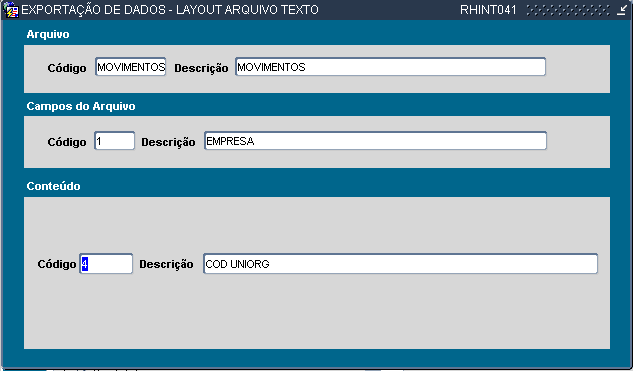 EXPORTAÇÃO DE DADOS - LAYOUT ARQUIVO TEXTO RHINT041
Arquivo
Código MOVIMENTOS Descrição MOVIMENTOS
Campos do Arquivo
Código 1 Descrição EMPRESA
Conteúdo
Código 4 Descrição COD UNIORG